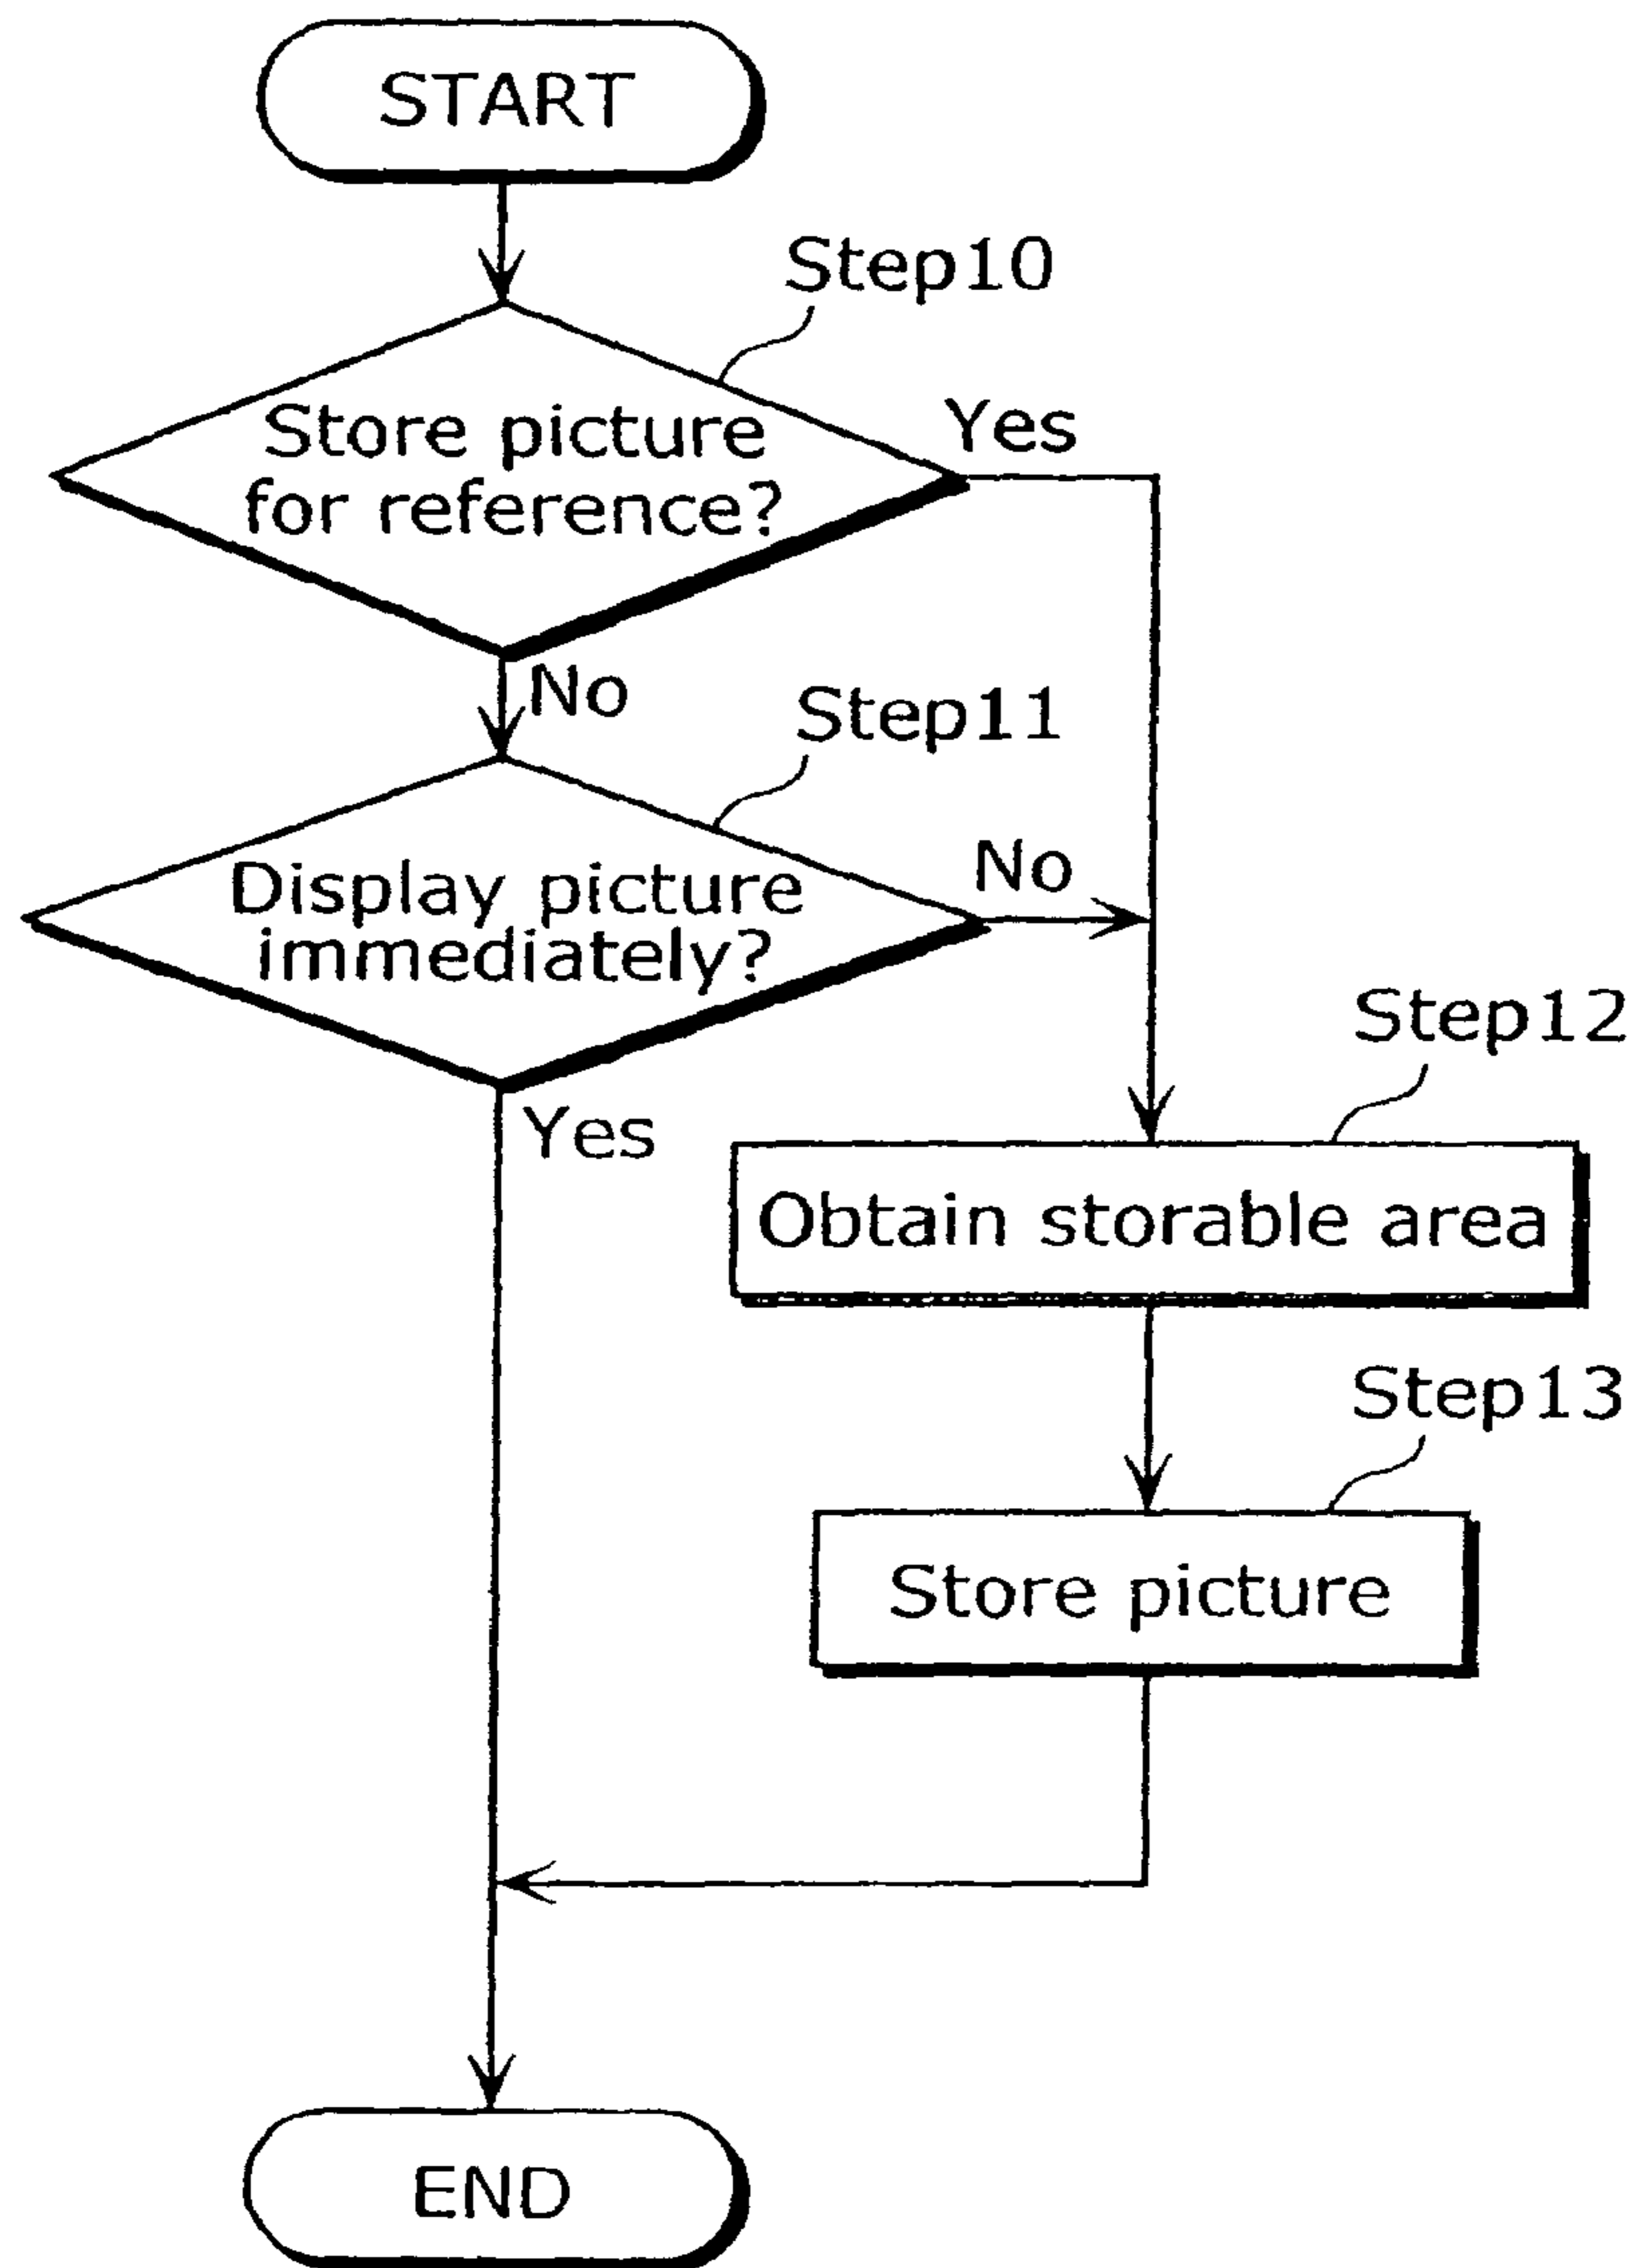 START
Step10
Store picture
for reference?
Yes
No
Step11
Display picture
immediately?
No
Yes
Step12
Obtain storable area
Step13
Store picture
END